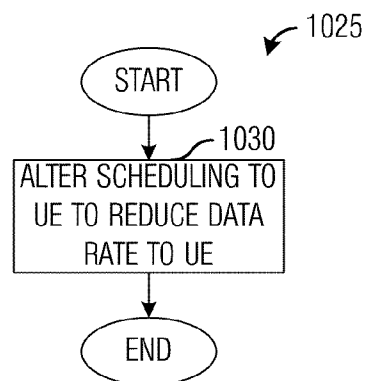 1025
START
1030
ALTER SCHEDULING TO
UE TO REDUCE DATA
RATE TO UE
END